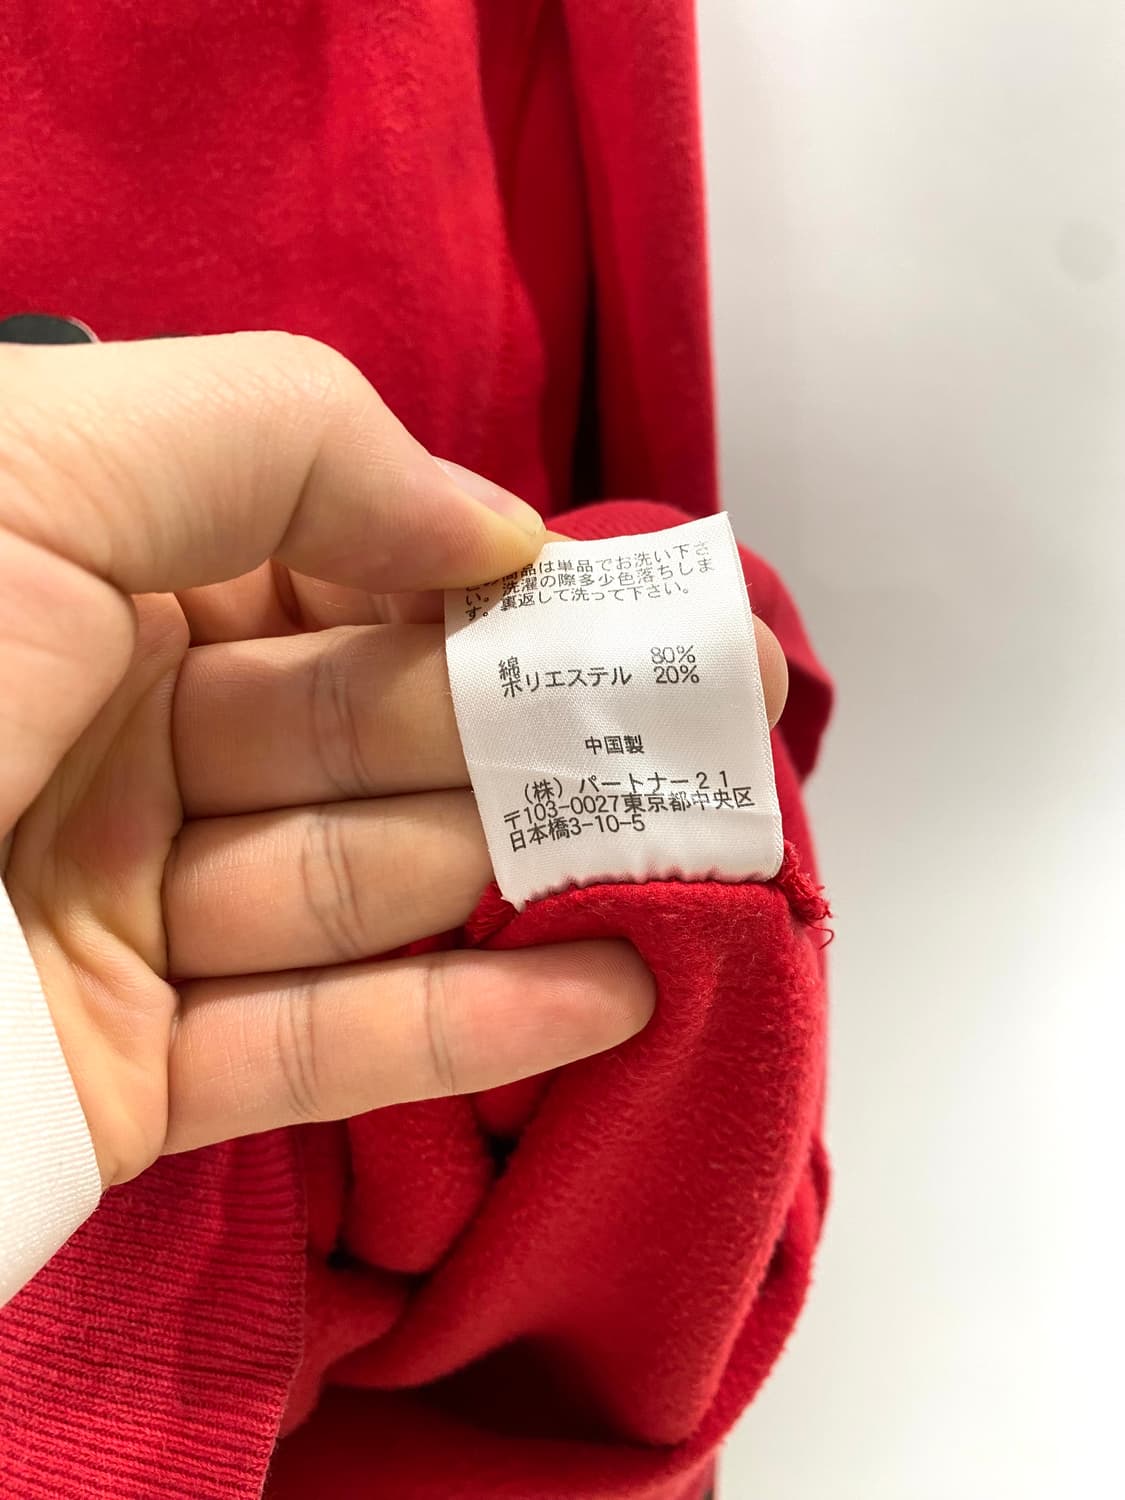 この商品は単品でお洗い下さ
い。洗濯の際多少色落ちしま
す。裏返して洗って下さい。
綿 80%
ポリエステル 20%
中国製
（株）パートナー２１
〒103-0027東京都中央区
日本橋3-10-5